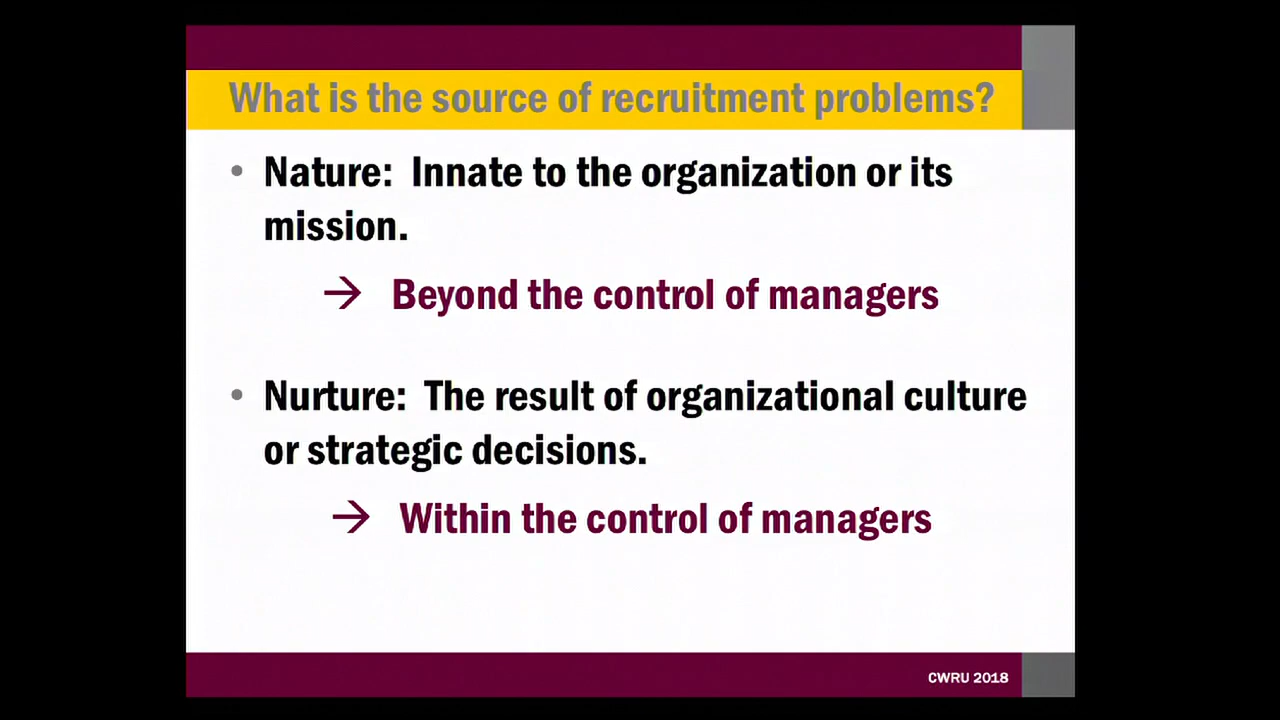 What is the source of recruitment problems?
• Nature: Innate to the organization or its
mission.
→ Beyond the control of managers
• Nurture: The result of organizational culture
or strategic decisions.
→ Within the control of managers
CWRU 2018